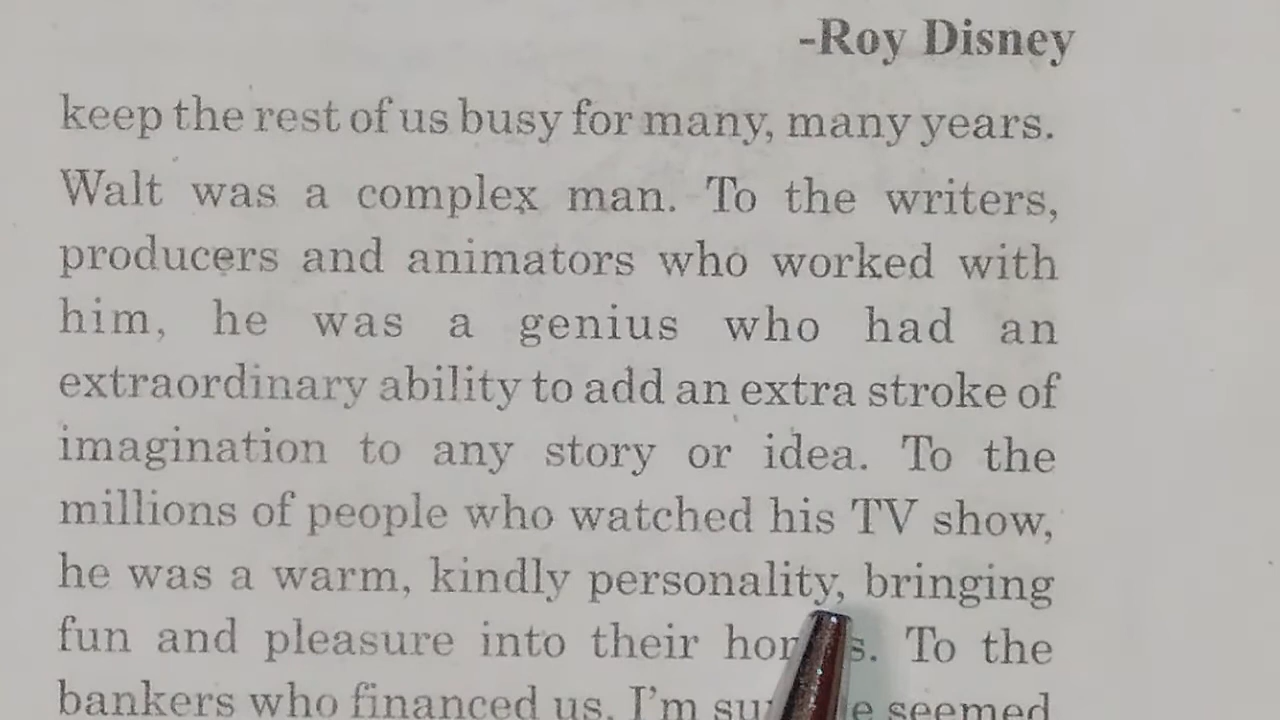 -Roy Disney
keep the rest of us busy for many, many years.
Walt was a complex man. To the writers,
producers and animators who worked with
him, he was a genius who had an
extraordinary ability to add an extra stroke of
imagination to any story or idea. To the
millions of people who watched his TV show,
he was a warm, kindly personality, bringing
fun and pleasure into their To the
bankers who financed us, I'm seemed